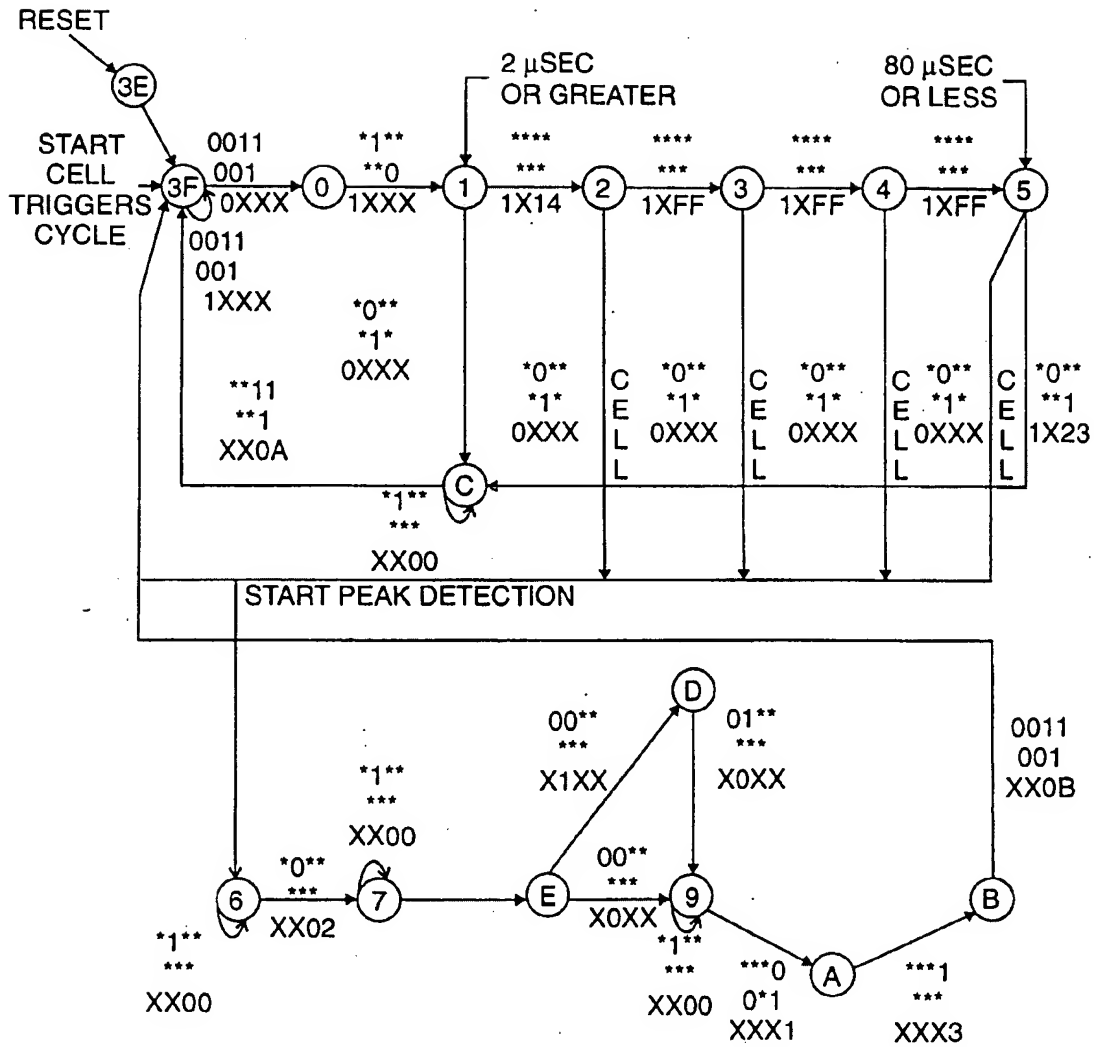 RESET
3E
2 µSEC
OR GREATER
80 µSEC
OR LESS
START
CELL
TRIGGERS
CYCLE
3F
0011
001
0XXX
0
*1**
**0
1XXX
1
****
***
1X14
2
****
***
1XFF
3
****
***
1XFF
4
****
***
1XFF
5
0011
001
1XXX
*0**
*1*
0XXX
**11
**1
XX0A
*0**
*1*
0XXX
CELL
*0**
*1*
0XXX
CELL
*0**
*1*
0XXX
CELL
*0**
*1*
0XXX
CELL
*0**
**1
1X23
C
*1**
***
XX00
START PEAK DETECTION
D
00**
***
X1XX
01**
***
X0XX
0011
001
XX0B
*1**
***
XX00
6
*0**
***
XX02
7
E
00**
***
X0XX
9
B
*1**
***
XX00
*1**
***
XX00
***0
0*1
XXX1
A
***1
***
XXX3